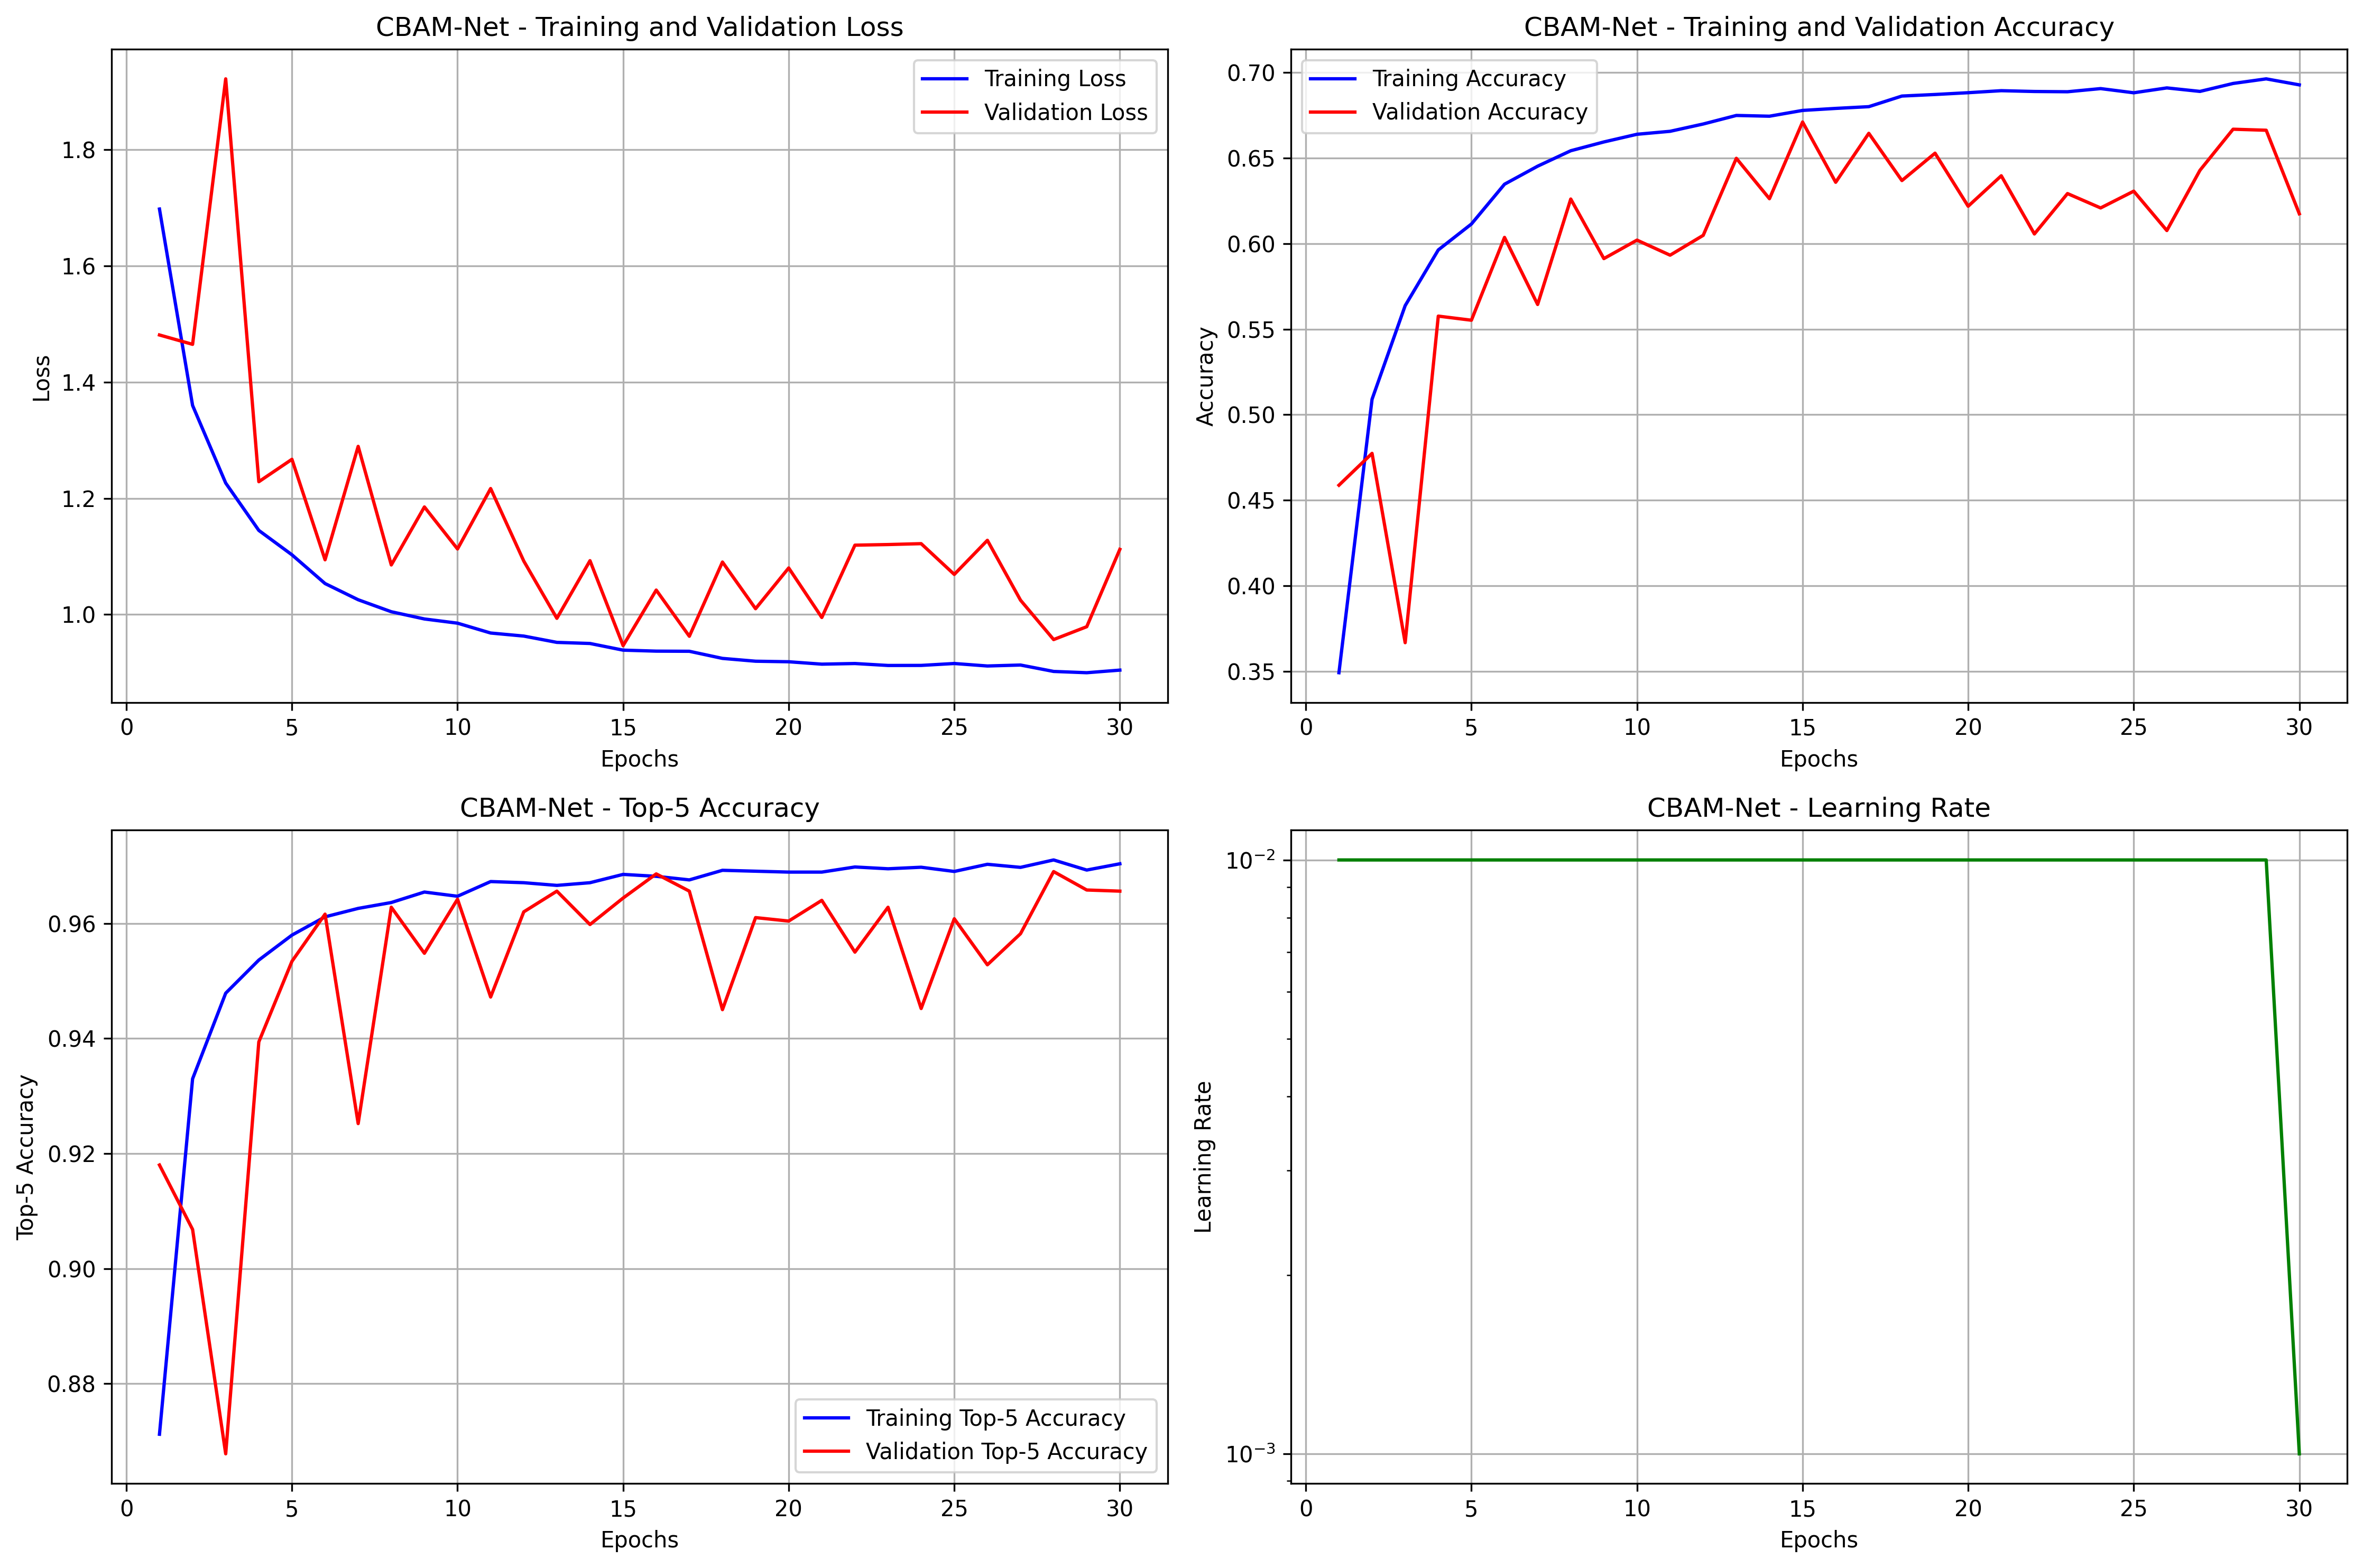 CBAM-Net - Training and Validation Loss
Training Loss
Validation Loss
1.8
1.6
1.4
1.2
1.0
Loss
0 5 10 15 20 25 30
Epochs
CBAM-Net - Training and Validation Accuracy
Training Accuracy
Validation Accuracy
0.70
0.65
0.60
0.55
0.50
0.45
0.40
0.35
Accuracy
0 5 10 15 20 25 30
Epochs
CBAM-Net - Top-5 Accuracy
0.96
0.94
0.92
0.90
0.88
Top-5 Accuracy
Training Top-5 Accuracy
Validation Top-5 Accuracy
0 5 10 15 20 25 30
Epochs
CBAM-Net - Learning Rate
10⁻²
10⁻³
Learning Rate
0 5 10 15 20 25 30
Epochs